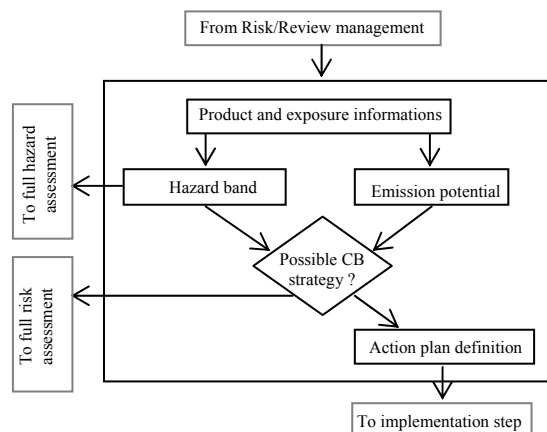 From Risk/Review management
Product and exposure informations
To full hazard
assessment
Hazard band
Emission potential
Possible CB
strategy ?
To full risk
assessment
Action plan definition
To implementation step